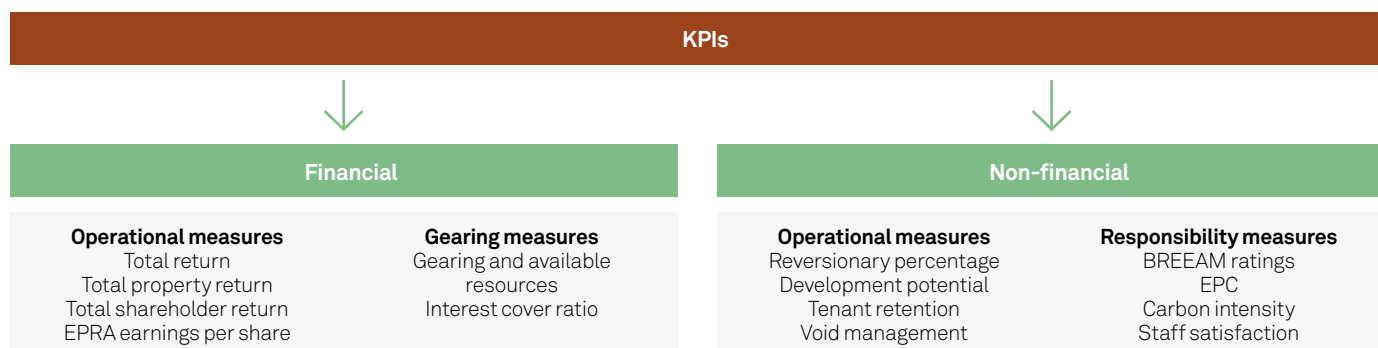 KPIs
Financial
Operational measures
Total return
Total property return
Total shareholder return
EPRA earnings per share
Gearing measures
Gearing and available
resources
Interest cover ratio
Non-financial
Operational measures
Reversionary percentage
Development potential
Tenant retention
Void management
Responsibility measures
BREEAM ratings
EPC
Carbon intensity
Staff satisfaction